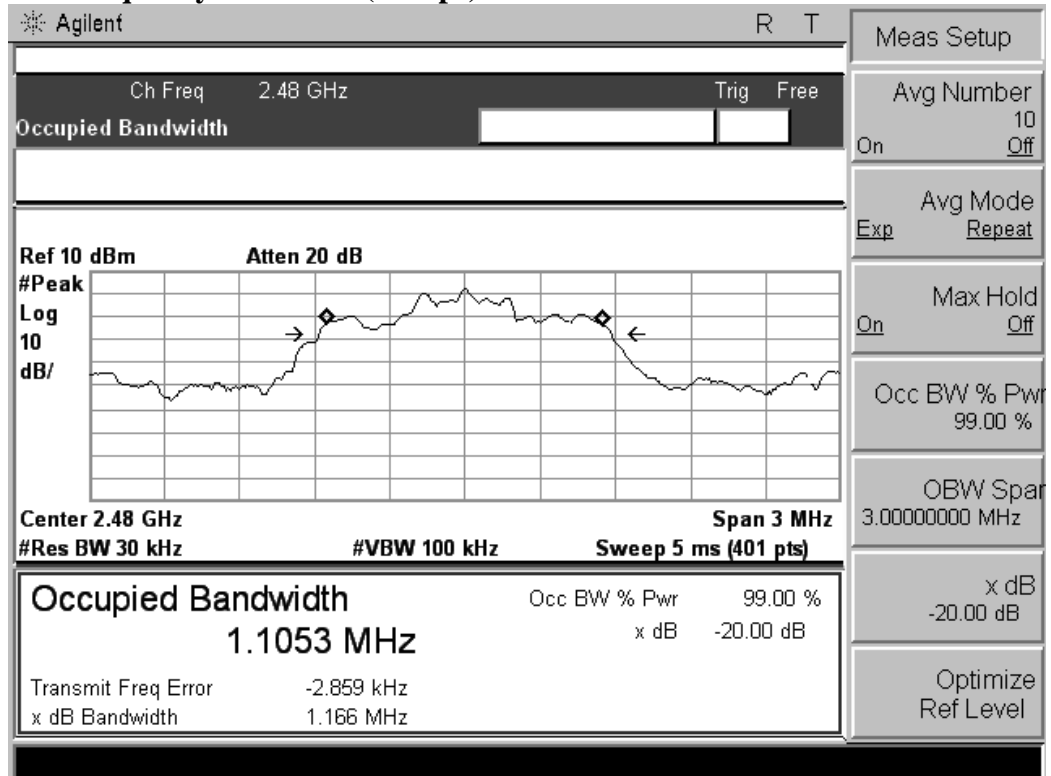 Agilent R T
Ch Freq 2.48 GHz Trig Free
Occupied Bandwidth
Ref 10 dBm Atten 20 dB
#Peak
Log
10
dB/
Center 2.48 GHz Span 3 MHz
#Res BW 30 kHz #VBW 100 kHz Sweep 5 ms (401 pts)
Occupied Bandwidth
1.1053 MHz
Occ BW % Pwr 99.00 %
x dB -20.00 dB
Transmit Freq Error -2.859 kHz
x dB Bandwidth 1.166 MHz
Meas Setup
Avg Number
10
On Off
Avg Mode
Exp Repeat
Max Hold
On Off
Occ BW % Pwr
99.00 %
OBW Span
3.00000000 MHz
x dB
-20.00 dB
Optimize
Ref Level